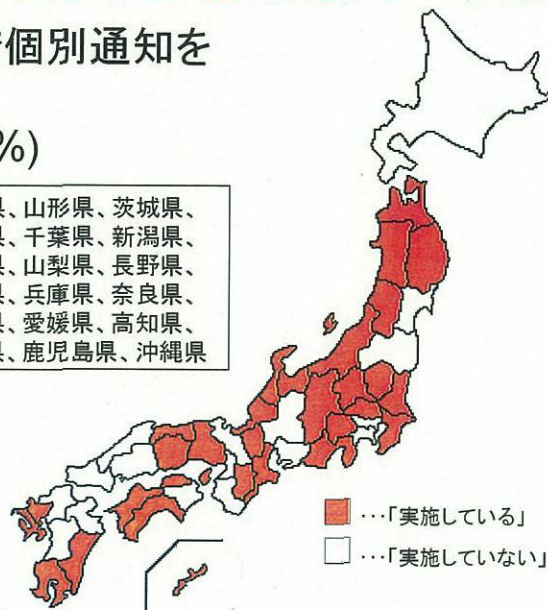 個別通知を
%)
県、山形県、茨城県、
県、千葉県、新潟県、
県、山梨県、長野県、
県、兵庫県、奈良県、
県、愛媛県、高知県、
県、鹿児島県、沖縄県
…「実施している」
…「実施していない」